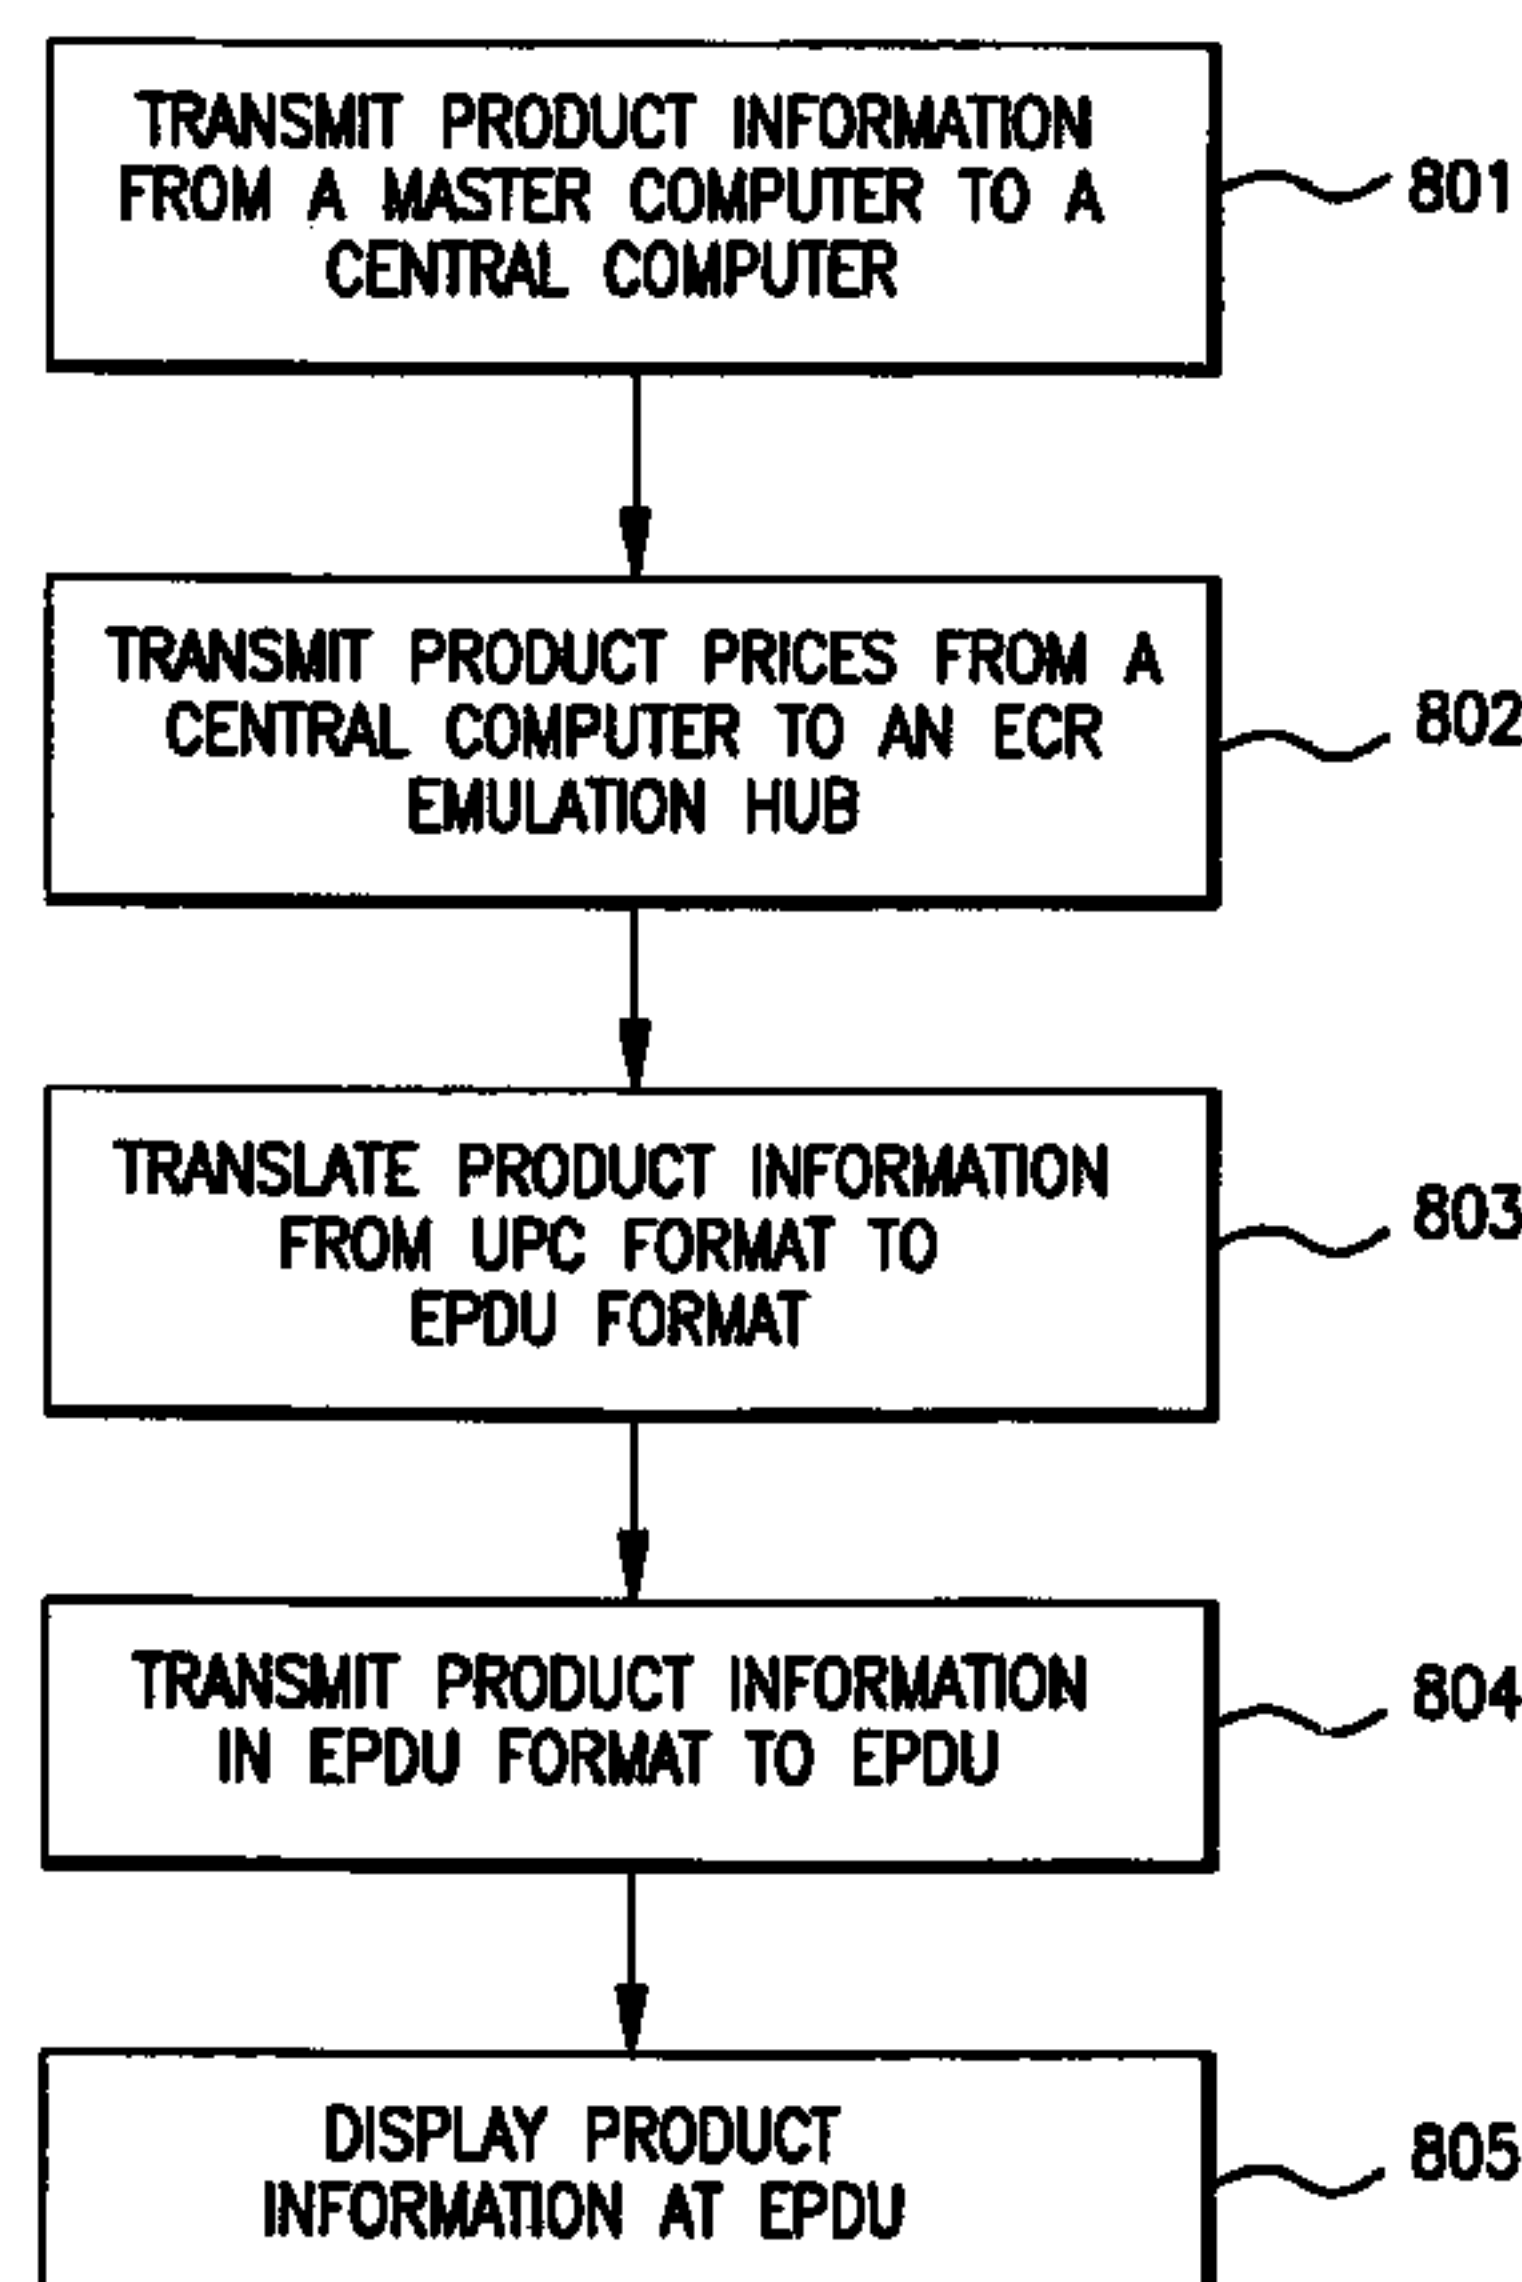 TRANSMIT PRODUCT INFORMATION
FROM A MASTER COMPUTER TO A
CENTRAL COMPUTER
801
TRANSMIT PRODUCT PRICES FROM A
CENTRAL COMPUTER TO AN ECR
EMULATION HUB
802
TRANSLATE PRODUCT INFORMATION
FROM UPC FORMAT TO
EPDU FORMAT
803
TRANSMIT PRODUCT INFORMATION
IN EPDU FORMAT TO EPDU
804
DISPLAY PRODUCT
INFORMATION AT EPDU
805